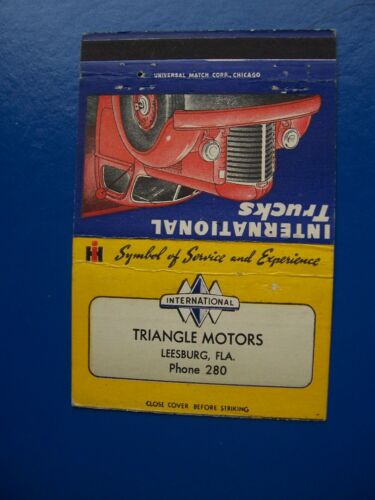 UNIVERSAL MATCH CORP., CHICAGO
INTERNATIONAL
Trucks
IH Symbol of Service and Experience
INTERNATIONAL
TRIANGLE MOTORS
LEESBURG, FLA.
Phone 280
CLOSE COVER BEFORE STRIKING